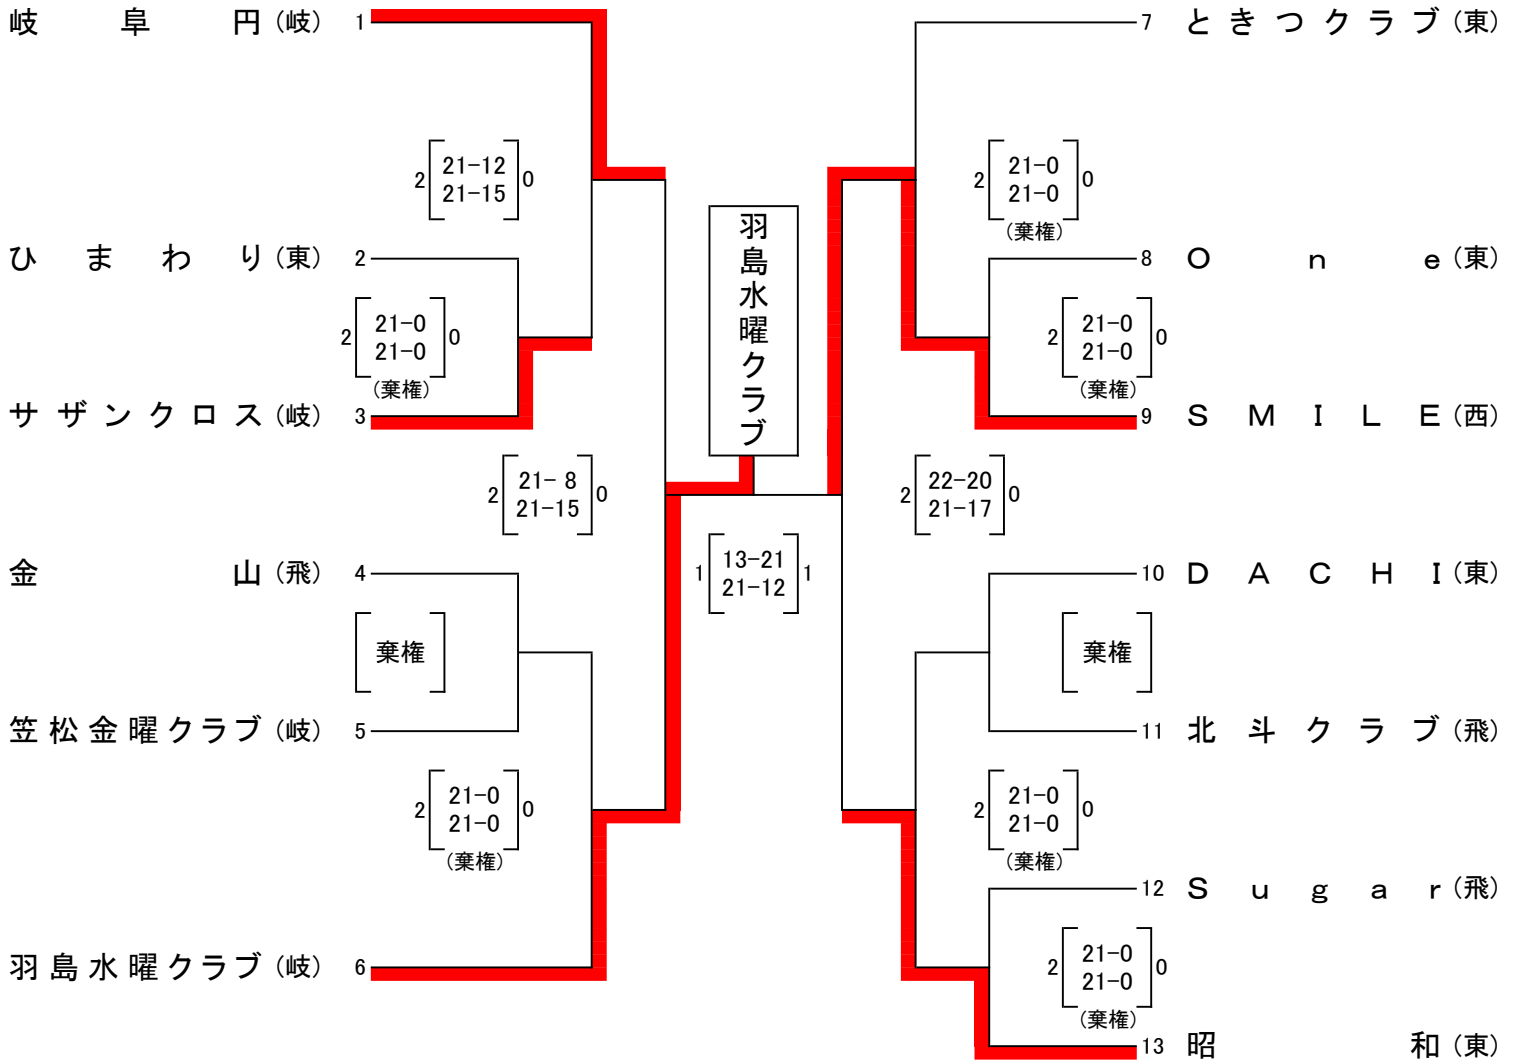 岐阜円(岐) 1
7 ときつクラブ(東)
2 21-12 0
21-15
2 21-0 0
21-0
(棄権)
羽島水曜クラブ
ひまわり(東) 2
8 One(東)
2 21-0 0
21-0
(棄権)
2 21-0 0
21-0
(棄権)
サザンクロス(岐) 3
9 SMILE(西)
2 21- 8 0
21-15
2 22-20 0
21-17
1 13-21 1
21-12
金山(飛) 4
10 DACHI(東)
棄権
棄権
笠松金曜クラブ(岐) 5
11 北斗クラブ(飛)
2 21-0 0
21-0
(棄権)
2 21-0 0
21-0
(棄権)
12 Sugar(飛)
羽島水曜クラブ(岐) 6
2 21-0 0
21-0
(棄権)
13 昭和(東)